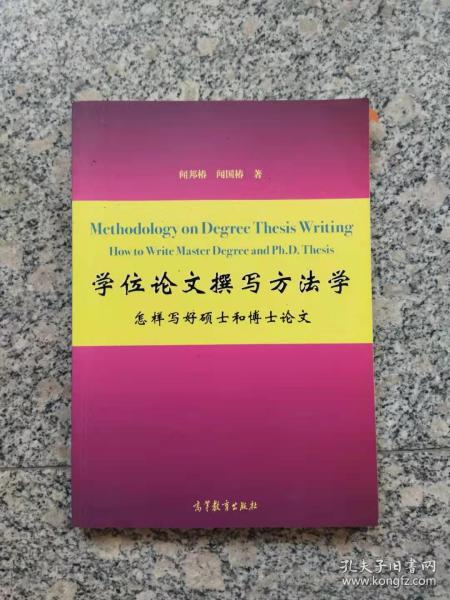 闻邦椿 闻国椿 著
Methodology on Degree Thesis Writing
How to Write Master Degree and Ph.D. Thesis
学位论文撰写方法学
怎样写好硕士和博士论文
高等教育出版社
孔夫子旧书网
www.kongfz.com